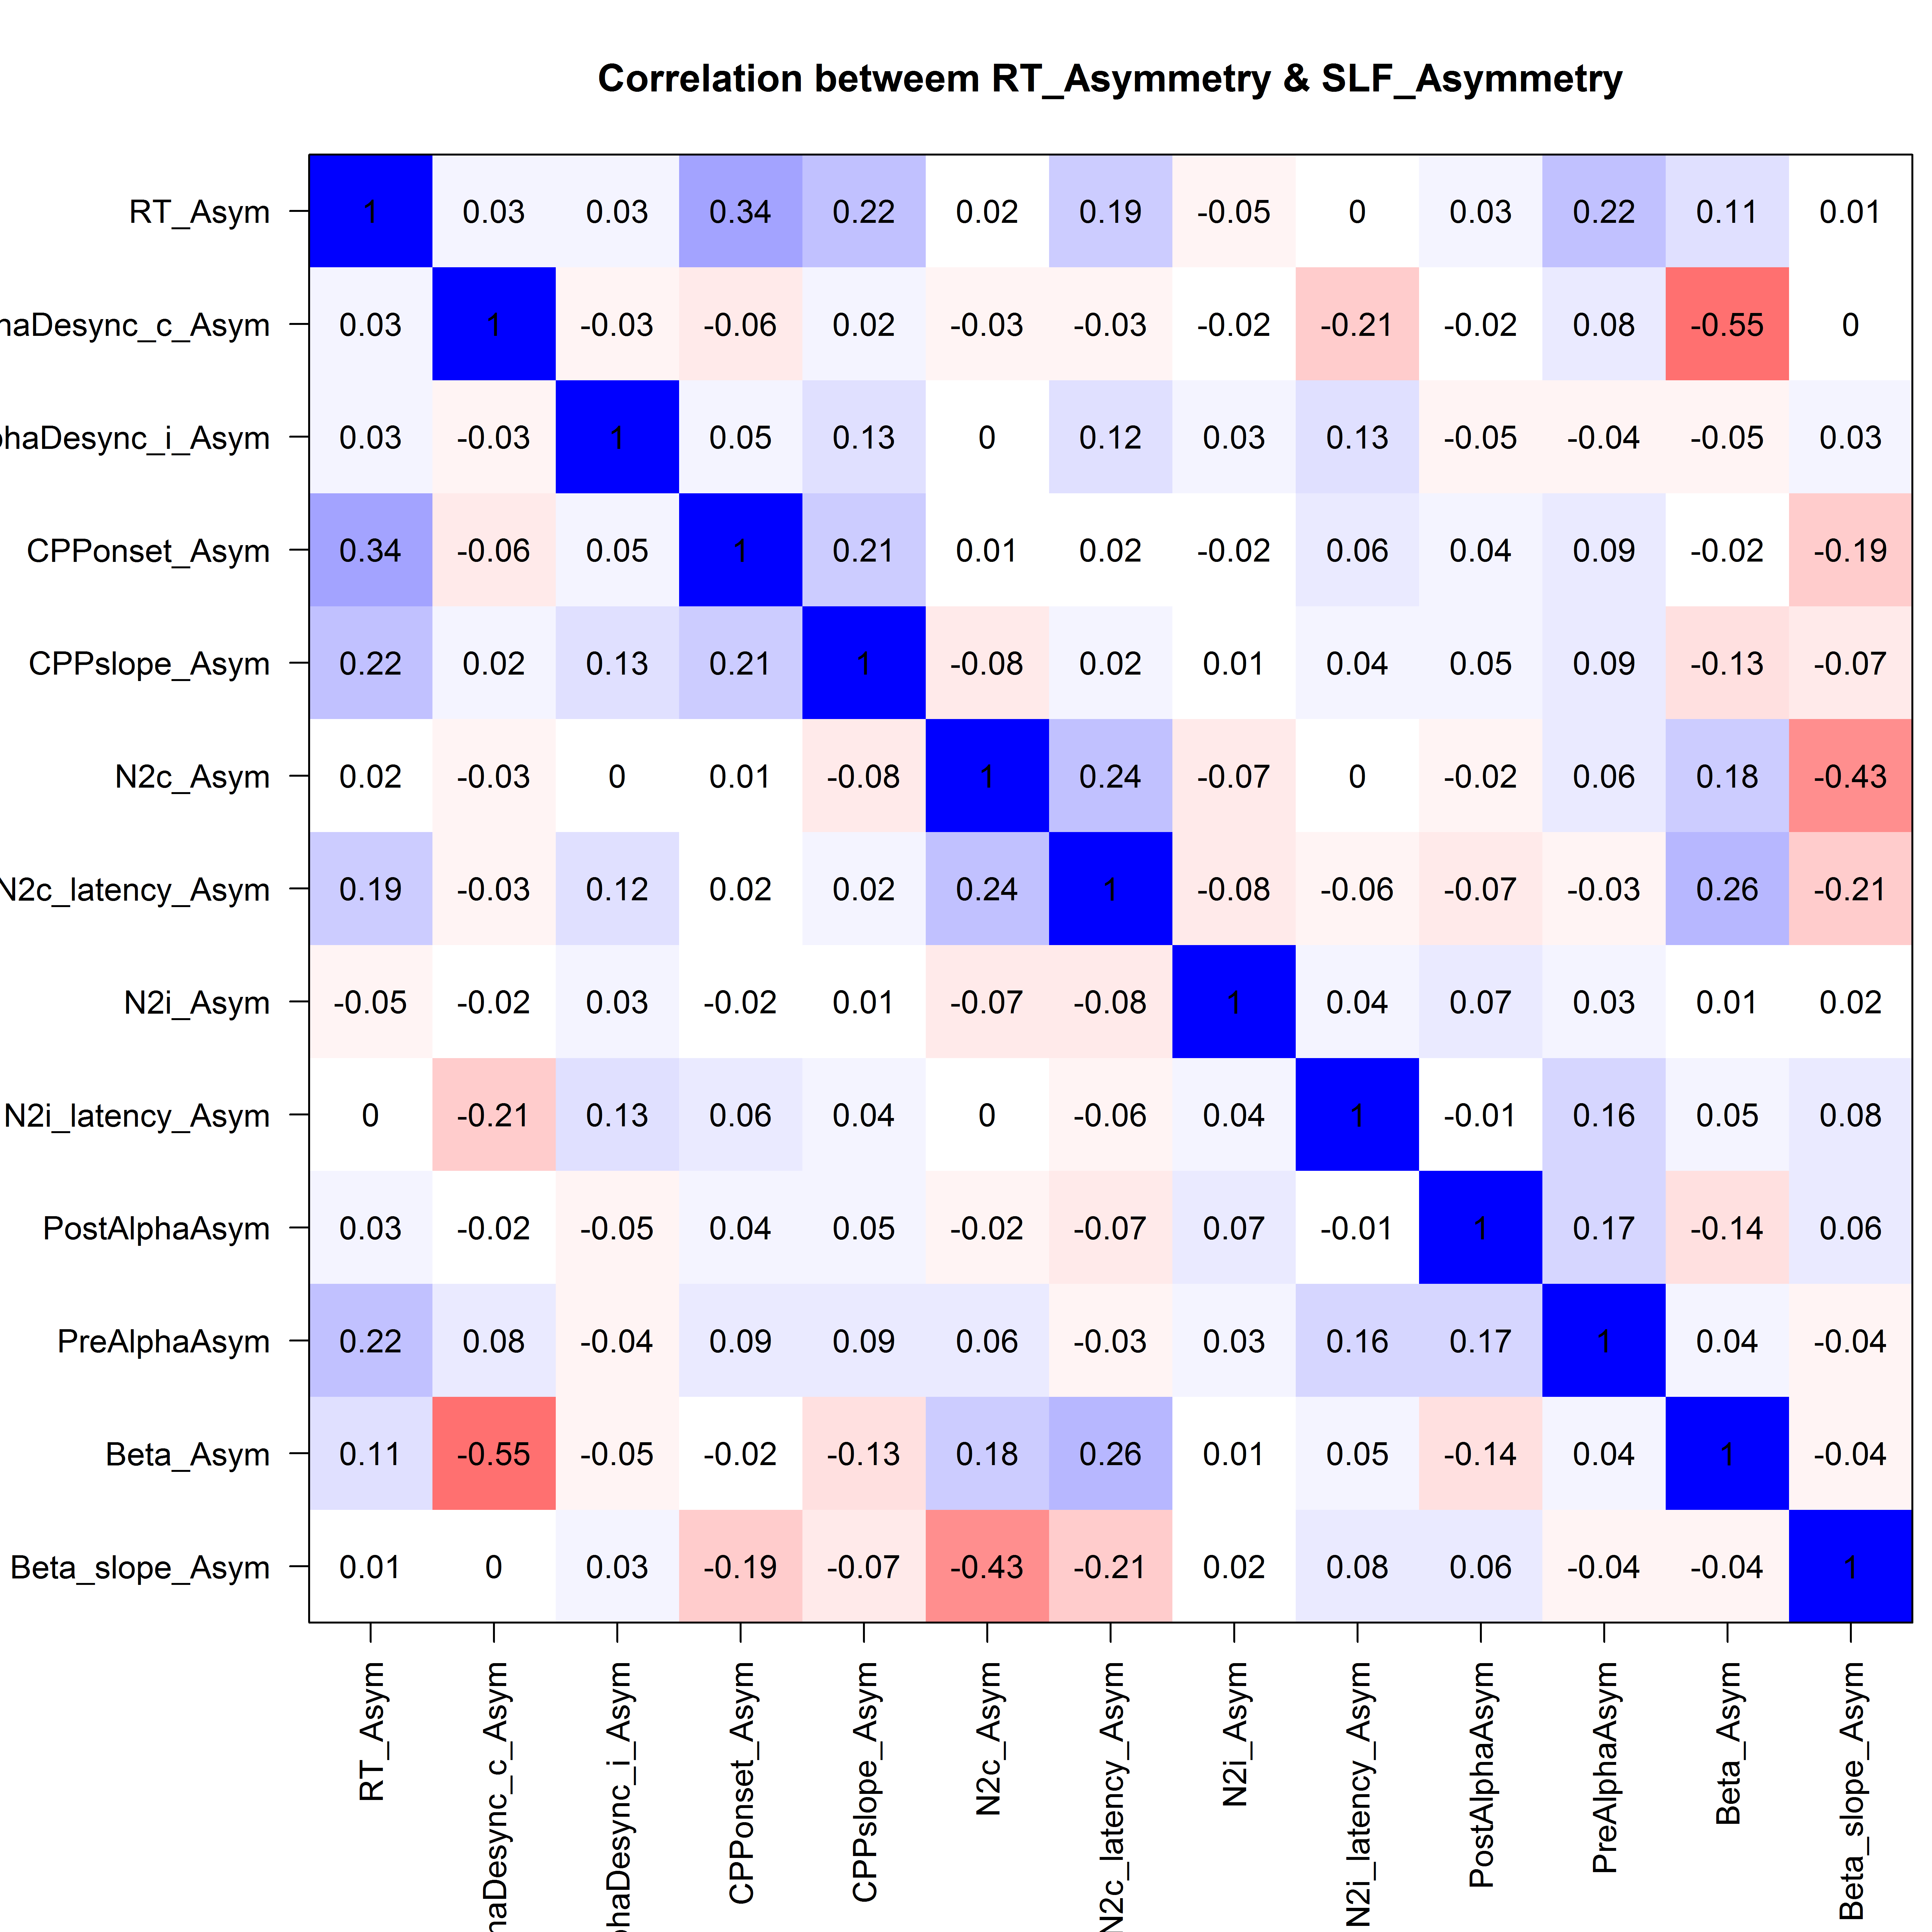 Correlation betweem RT_Asymmetry & SLF_Asymmetry
RT_Asym 1 0.03 0.03 0.34 0.22 0.02 0.19 -0.05 0 0.03 0.22 0.11 0.01
haDesync_c_Asym 0.03 1 -0.03 -0.06 0.02 -0.03 -0.03 -0.02 -0.21 -0.02 0.08 -0.55 0
phaDesync_i_Asym 0.03 -0.03 1 0.05 0.13 0 0.12 0.03 0.13 -0.05 -0.04 -0.05 0.03
CPPonset_Asym 0.34 -0.06 0.05 1 0.21 0.01 0.02 -0.02 0.06 0.04 0.09 -0.02 -0.19
CPPslope_Asym 0.22 0.02 0.13 0.21 1 -0.08 0.02 0.01 0.04 0.05 0.09 -0.13 -0.07
N2c_Asym 0.02 -0.03 0 0.01 -0.08 1 0.24 -0.07 0 -0.02 0.06 0.18 -0.43
N2c_latency_Asym 0.19 -0.03 0.12 0.02 0.02 0.24 1 -0.08 -0.06 -0.07 -0.03 0.26 -0.21
N2i_Asym -0.05 -0.02 0.03 -0.02 0.01 -0.07 -0.08 1 0.04 0.07 0.03 0.01 0.02
N2i_latency_Asym 0 -0.21 0.13 0.06 0.04 0 -0.06 0.04 1 -0.01 0.16 0.05 0.08
PostAlphaAsym 0.03 -0.02 -0.05 0.04 0.05 -0.02 -0.07 0.07 -0.01 1 0.17 -0.14 0.06
PreAlphaAsym 0.22 0.08 -0.04 0.09 0.09 0.06 -0.03 0.03 0.16 0.17 1 0.04 -0.04
Beta_Asym 0.11 -0.55 -0.05 -0.02 -0.13 0.18 0.26 0.01 0.05 -0.14 0.04 1 -0.04
Beta_slope_Asym 0.01 0 0.03 -0.19 -0.07 -0.43 -0.21 0.02 0.08 0.06 -0.04 -0.04 1
RT_Asym
haDesync_c_Asym
phaDesync_i_Asym
CPPonset_Asym
CPPslope_Asym
N2c_Asym
N2c_latency_Asym
N2i_Asym
N2i_latency_Asym
PostAlphaAsym
PreAlphaAsym
Beta_Asym
Beta_slope_Asym